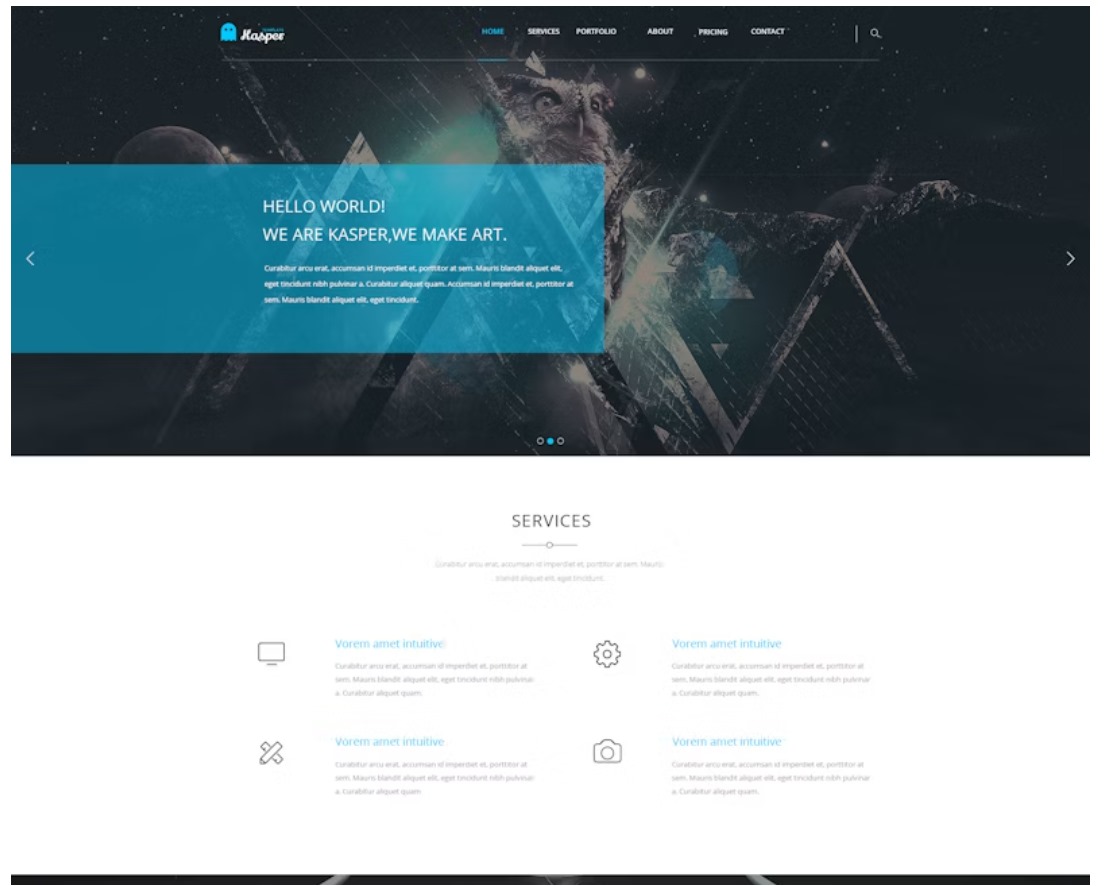 TEMPLATE
Kasper
HOME SERVICES PORTFOLIO ABOUT PRICING CONTACT
HELLO WORLD!
WE ARE KASPER,WE MAKE ART.
Curabitur arcu erat, accumsan id imperdiet et, porttitor at sem. Mauris blandit aliquet elit,
eget tincidunt nibh pulvinar a. Curabitur aliquet quam. Accumsan id imperdiet et, porttitor at
sem. Mauris blandit aliquet elit, eget tincidunt.
SERVICES
Curabitur arcu erat, accumsan id imperdiet et, porttitor at sem. Mauris
blandit aliquet elit, eget tincidunt.
Vorem amet intuitive
Curabitur arcu erat, accumsan id imperdiet et, porttitor at
sem. Mauris blandit aliquet elit, eget tincidunt nibh pulvinar
a. Curabitur aliquet quam.
Vorem amet intuitive
Curabitur arcu erat, accumsan id imperdiet et, porttitor at
sem. Mauris blandit aliquet elit, eget tincidunt nibh pulvinar
a. Curabitur aliquet quam.
Vorem amet intuitive
Curabitur arcu erat, accumsan id imperdiet et, porttitor at
sem. Mauris blandit aliquet elit, eget tincidunt nibh pulvinar
a. Curabitur aliquet quam.
Vorem amet intuitive
Curabitur arcu erat, accumsan id imperdiet et, porttitor at
sem. Mauris blandit aliquet elit, eget tincidunt nibh pulvinar
a. Curabitur aliquet quam.